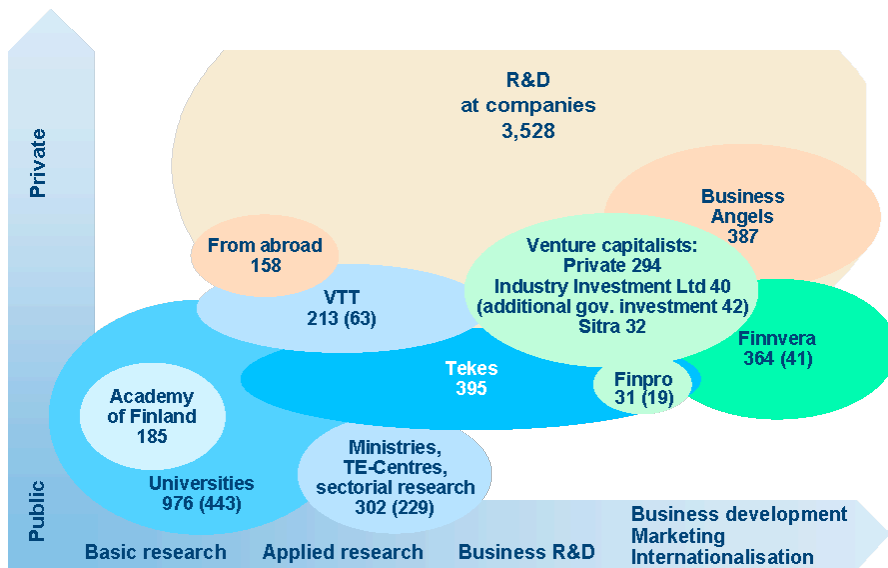 R&D
at companies
3,528
Private
Business
Angels
387
From abroad
158
Venture capitalists:
Private 294
Industry Investment Ltd 40
(additional gov. investment 42)
Sitra 32
VTT
213 (63)
Finnvera
364 (41)
Tekes
395
Finpro
31 (19)
Academy
of Finland
185
Ministries,
TE-Centres,
sectorial research
302 (229)
Universities
976 (443)
Public
Basic research
Applied research
Business R&D
Business development
Marketing
Internationalisation